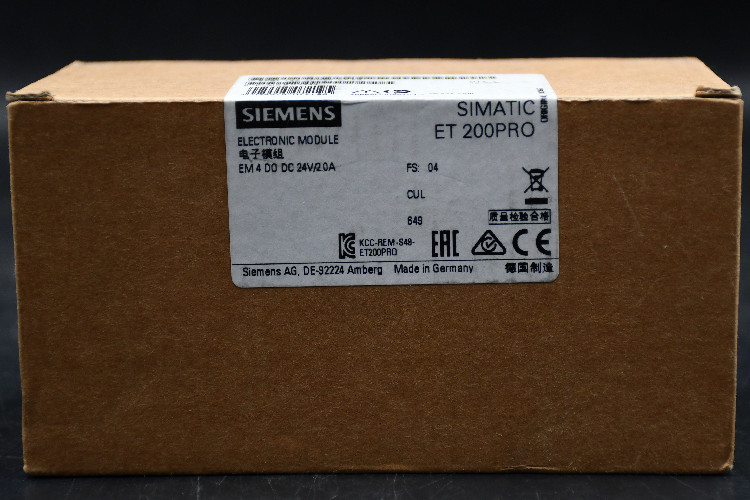 SIEMENS
SIMATIC
ET 200PRO
ELECTRONIC MODULE
电子模组
EM 4 DO DC 24V/2.0A
FS: 04
CUL
649
质量检验合格
KCC-REM-S49-
ET200PRO
EAC
CE
Siemens AG, DE-92224 Amberg Made in Germany 德国制造